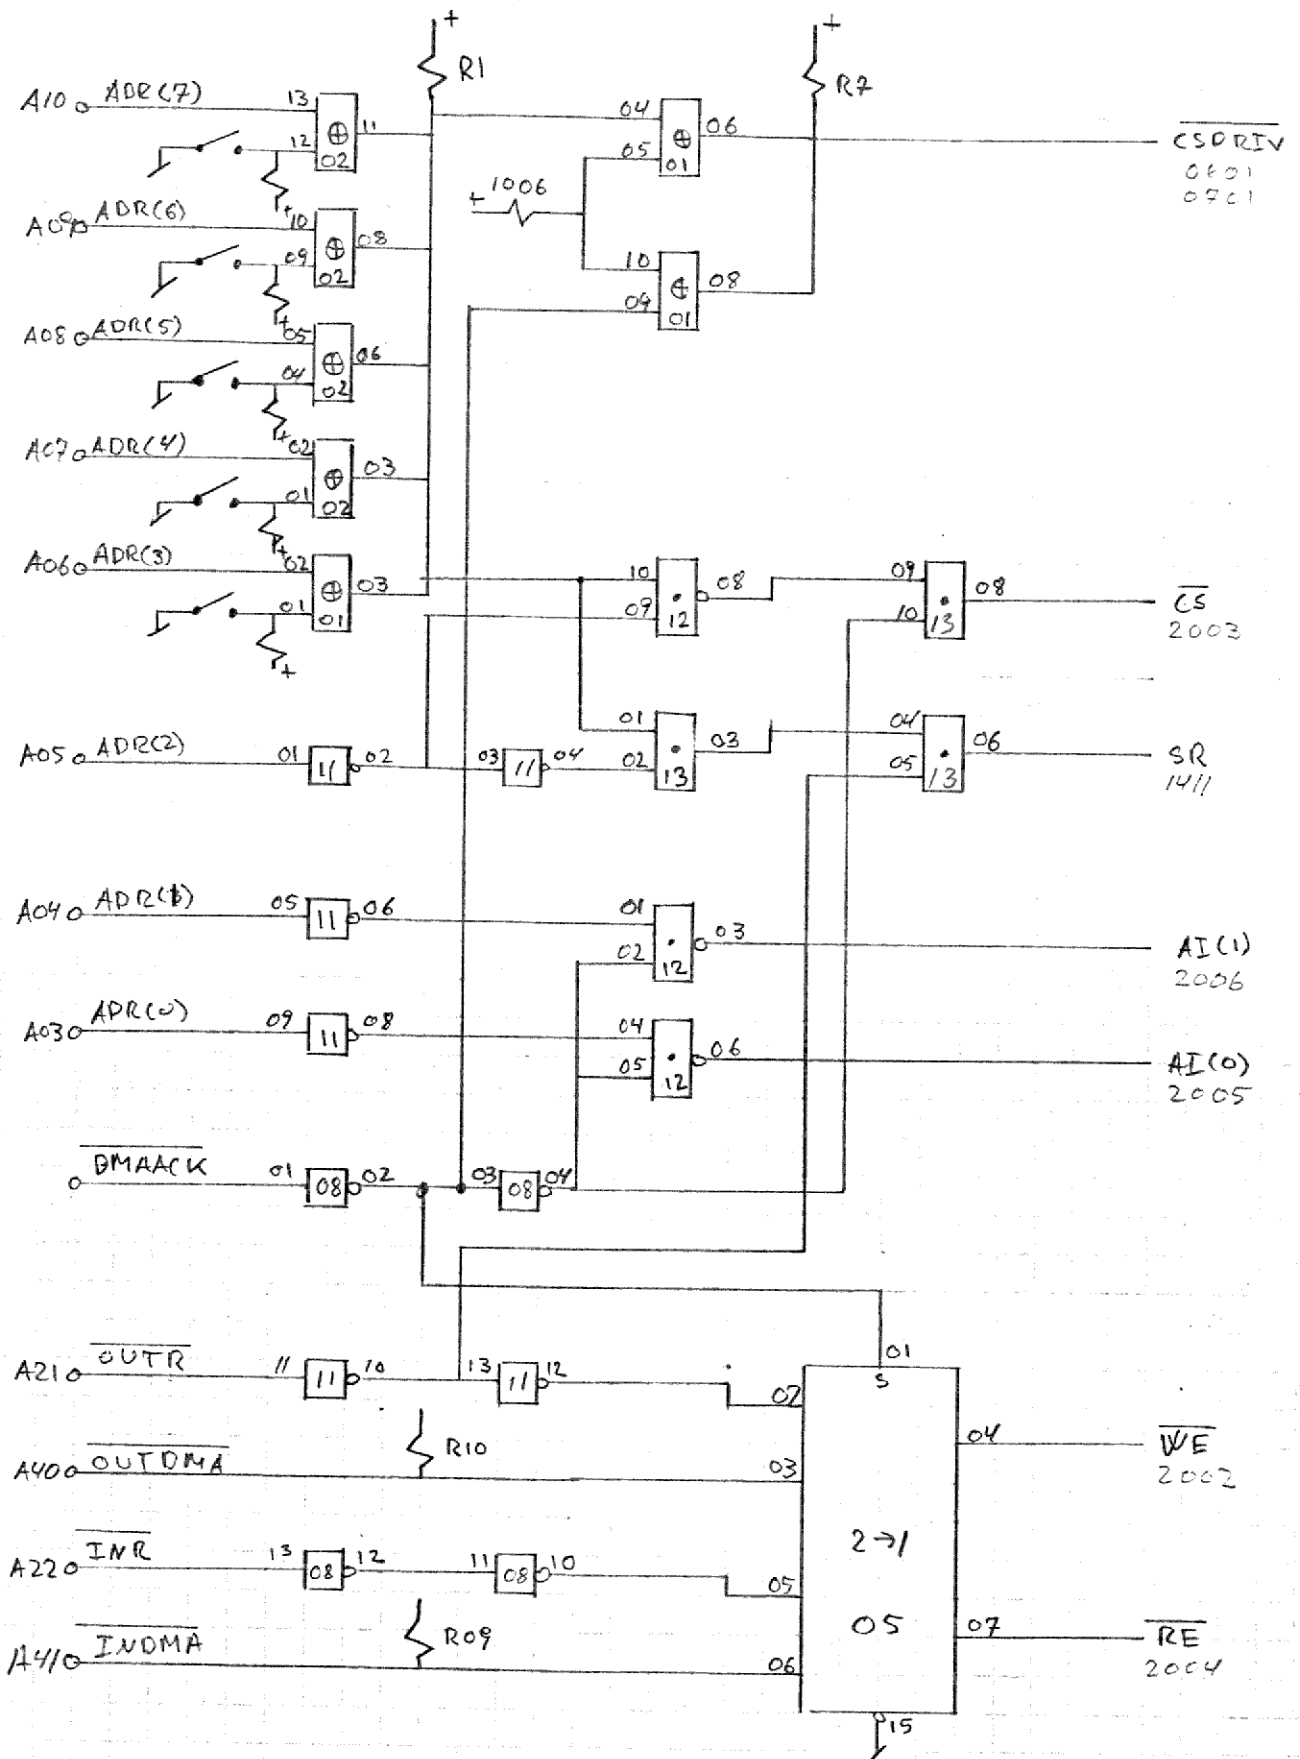 + +
R1 R2
A10 ADR(7) 13 12 ⊕ 02 11
04 05 ⊕ 01 06 CSDRIV
0601
0701
+ 1006
+
A09 ADR(6) 10 09 ⊕ 02 08
10 09 ⊕ 01 08
+
A08 ADR(5) 05 04 ⊕ 02 06
+
A07 ADR(4) 02 01 ⊕ 02 03
+
A06 ADR(3) 02 01 ⊕ 01 03
+
10 09 12 08 09 10 13 08 CS
2003
A05 ADR(2) 01 11 02 03 11 04
01 02 13 03 04 05 13 06 SR
1411
A04 ADR(1) 05 11 06 01 02 12 03 AI(1)
2006
A03 ADR(0) 09 11 08 04 05 12 06 AI(0)
2005
DMAACK 01 08 02 03 08 04
01
S
A21 OUTR 11 11 10 13 11 12 02
04 WE
2002
R10
A40 OUTDMA 03
2→1
A22 INR 13 08 12 11 08 10 05
05
07 RE
2004
R09
A41 INDMA 06
15